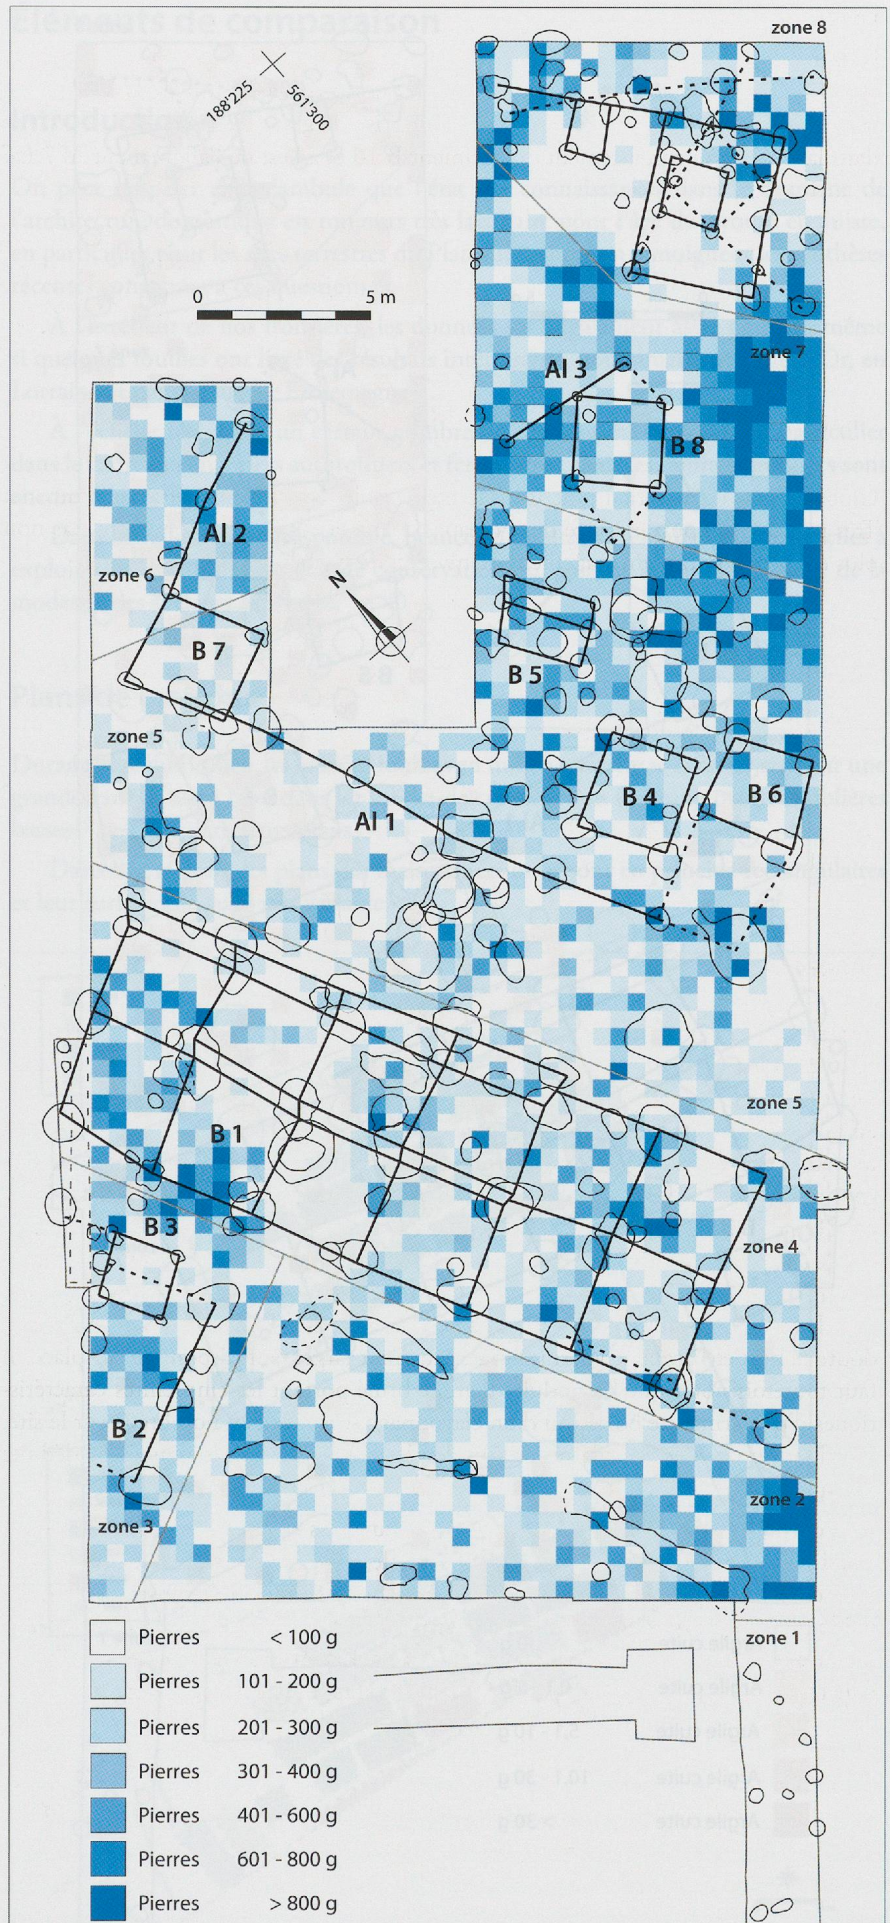 zone 8
188'225
561'300
0 5 m
zone 7
Al 3
B 8
Al 2
zone 6
N
B 7
B 5
zone 5
B 4
B 6
Al 1
zone 5
B 1
B 3
zone 4
B 2
zone 2
zone 3
zone 1
Pierres < 100 g
Pierres 101 - 200 g
Pierres 201 - 300 g
Pierres 301 - 400 g
Pierres 401 - 600 g
Pierres 601 - 800 g
Pierres > 800 g